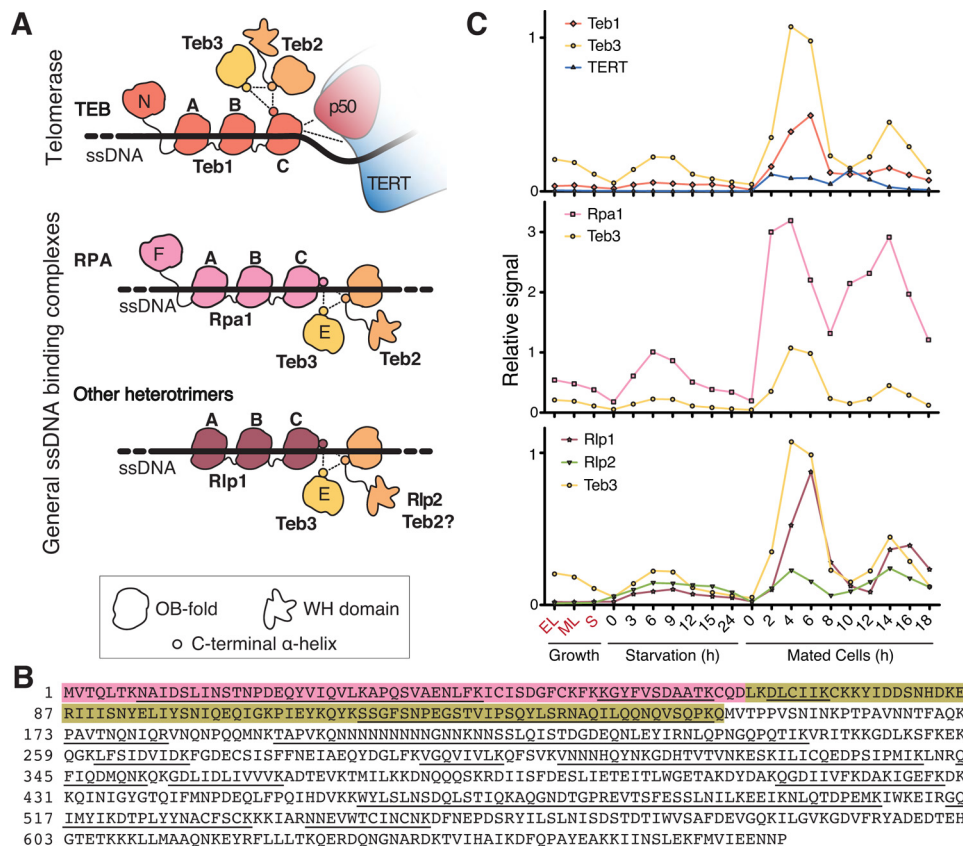 A
Telomerase
TEB
ssDNA
N
A
B
C
Teb1
Teb3
Teb2
p50
TERT
General ssDNA binding complexes
RPA
ssDNA
F
A
B
C
Rpa1
E
Teb3
Teb2
Other heterotrimers
ssDNA
A
B
C
Rlp1
E
Teb3
Rlp2
Teb2?
OB-fold
WH domain
C-terminal α-helix
C
Relative signal
Teb1
Teb3
TERT
1
0
Rpa1
Teb3
3
2
1
0
Rlp1
Rlp2
Teb3
1
0
EL ML S 0 3 6 9 12 15 24 0 2 4 6 8 10 12 14 16 18
Growth Starvation (h) Mated Cells (h)
B
1 MVTQLTKNAIDSLINSTNPDEQYVIQVLKAPQSVAENLFKICISDGFCKFKKGYFVSDAATKCQDLKDLCIIKCKKYIDDSNHDKE
87 RIIISNYELIYSNIQEQIGKPIEYKQYKSSGFSNPEGSTVIPSQYLSRNAQILQQNQVSQPKQMVTPPVSNINKPTPAVNNTFAQK
173 PAVTNQNIQRVNQNPQQMNKTAPVKQNNNNNNNNNGNNKNNSSLQISTDGDEQNLEYIRNLQPNGQPQTIKVRITKKGDLKSFKEK
259 QGKLFSIDVIDKFGDECSISFFNEIAEQYDGLFKVGQVIVLKQFSVKVNNNHQYNKGDHTVTVNKESKILICQEDPSIPMIKLNRQ
345 FIQDMQNKQKGDLIDLIVVVKADTEVKTMILKKDNQQQSKRDIISFDESLIETEITLWGETAKDYDAKQGDIIVFKDAKIGEFKDK
431 KQINIGYGTQIFMNPDEQLFPQIHDVKKWYLSLNSDQLSTIQKAQGNDTGPREVTSFESSLNILKEEIKNLQTDPEMKIWKEIRGQ
517 IMYIKDTPLYYNACFSCKKKIARNNEVWTCINCNKDFNEPDSRYILSLNISDSTDTIWVSAFDEVGQKILGVKGDVFRYADEDTEH
603 GTETKKKLLMAAQNKEYRFLLLTKQERDQNGNARDKTVIHAIKDFQPAYEAKKIINSLEKFMVIEENNP